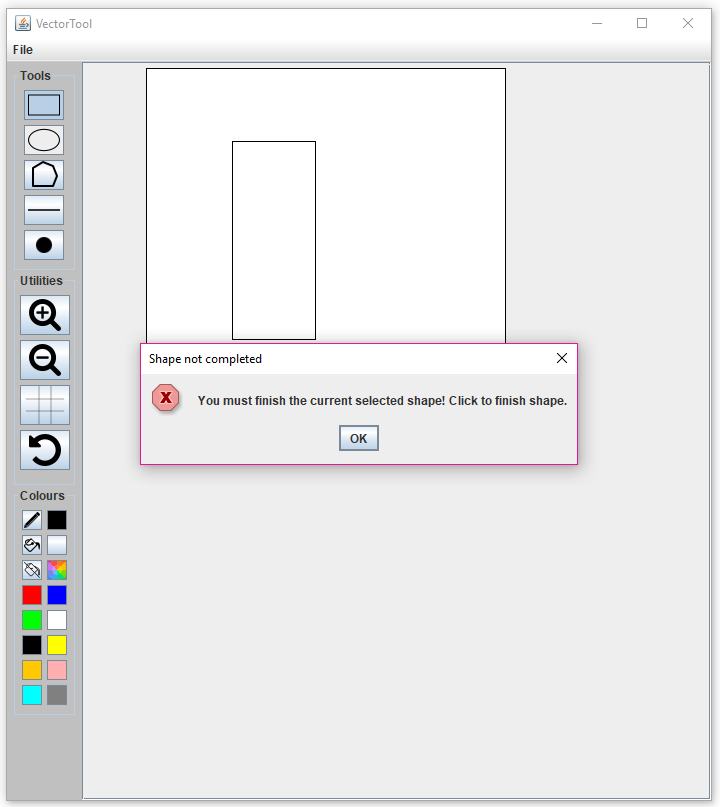 VectorTool
File
Tools
Utilities
Colours
Shape not completed
You must finish the current selected shape! Click to finish shape.
OK